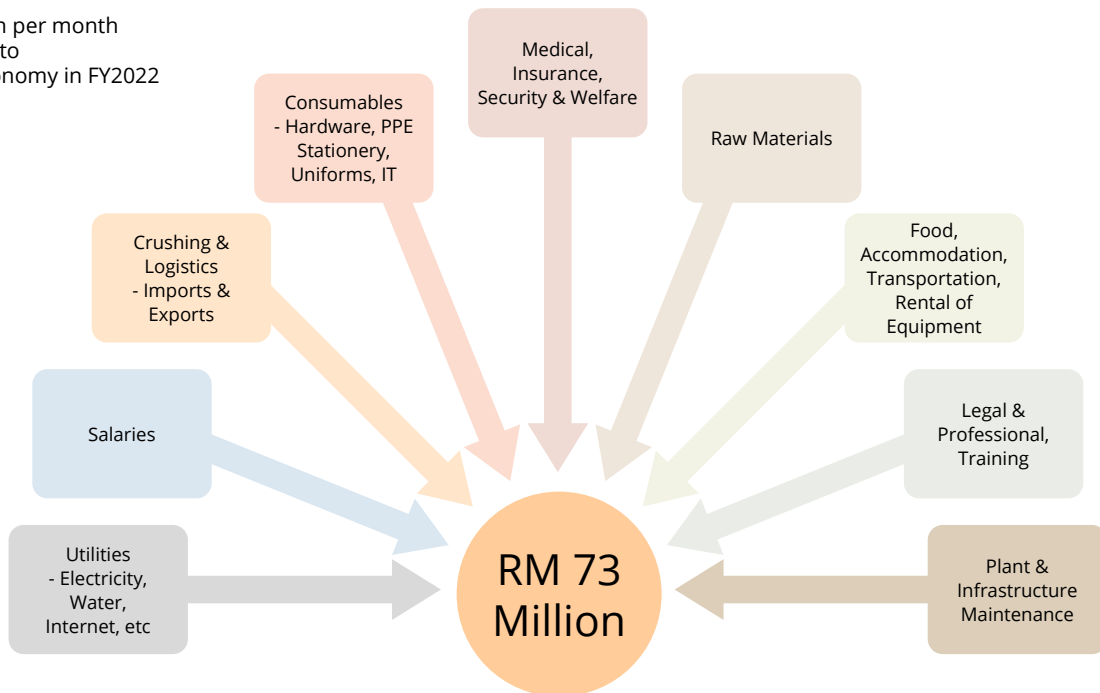 per month
to
in FY2022
Medical,
Insurance,
Security & Welfare
Consumables
- Hardware, PPE
Stationery,
Uniforms, IT
Raw Materials
Crushing &
Logistics
- Imports &
Exports
Food,
Accommodation,
Transportation,
Rental of
Equipment
Salaries
Legal &
Professional,
Training
Utilities
- Electricity,
Water,
Internet, etc
RM 73
Million
Plant &
Infrastructure
Maintenance